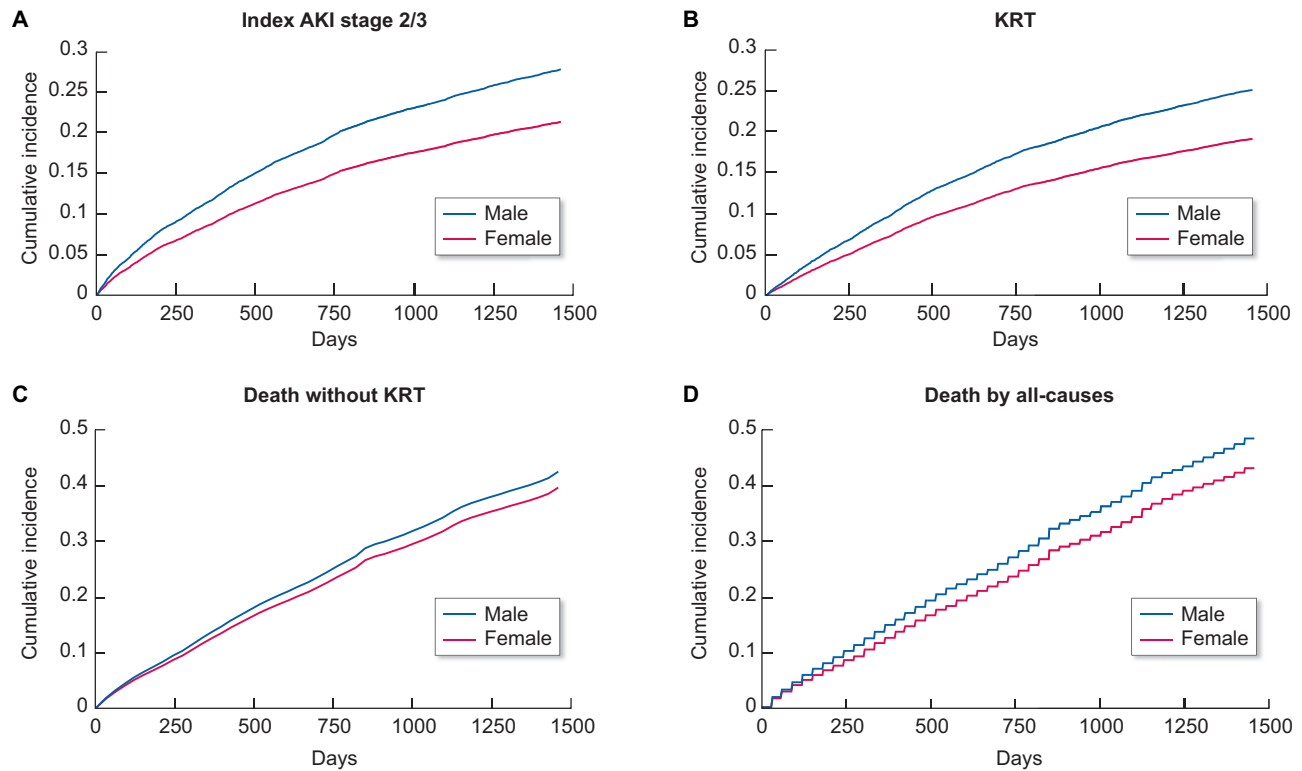 A
Index AKI stage 2/3
Cumulative incidence
0.3
0.25
0.2
0.15
0.1
0.05
0
0
250
500
750
1000
1250
1500
Days
Male
Female
B
KRT
Cumulative incidence
0.3
0.25
0.2
0.15
0.1
0.05
0
0
250
500
750
1000
1250
1500
Days
Male
Female
C
Death without KRT
Cumulative incidence
0.5
0.4
0.3
0.2
0.1
0
0
250
500
750
1000
1250
1500
Days
Male
Female
D
Death by all-causes
Cumulative incidence
0.5
0.4
0.3
0.2
0.1
0
0
250
500
750
1000
1250
1500
Days
Male
Female